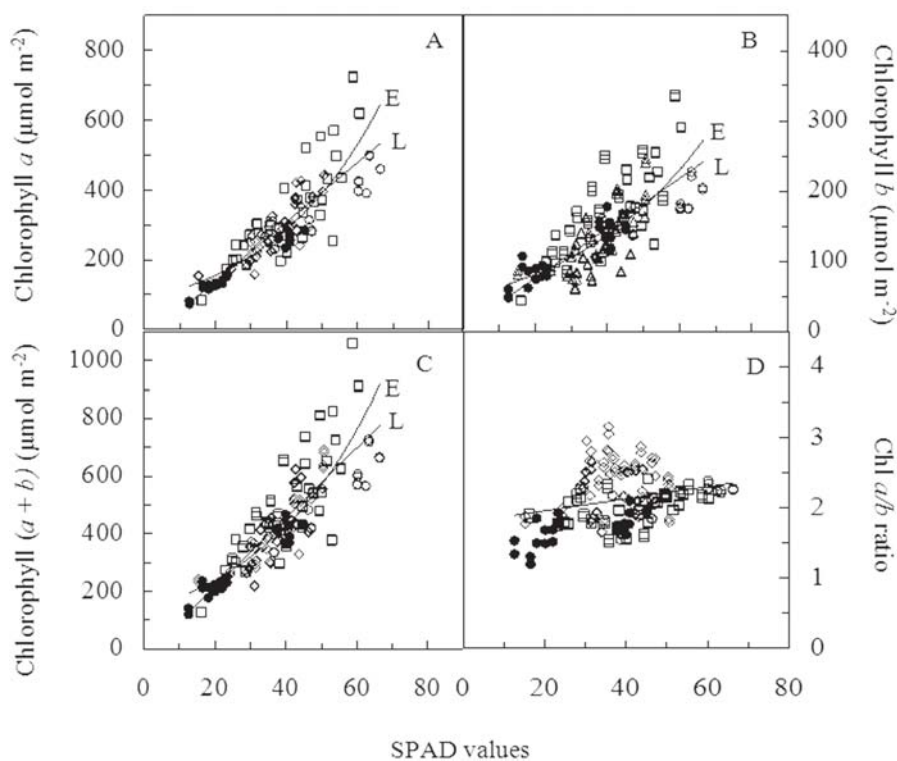 A
B
800
600
400
200
0
E
L
400
300
200
100
0
E
L
Chlorophyll a (µmol m⁻²)
Chlorophyll b (µmol m⁻²)
C
D
1000
800
600
400
200
0
E
L
4
3
2
1
0
Chlorophyll (a + b) (µmol m⁻²)
Chl a/b ratio
0 20 40 60 0 20 40 60 80
SPAD values